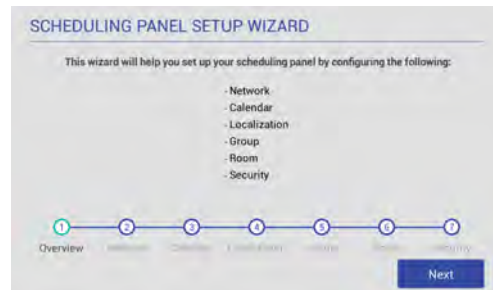 SCHEDULING PANEL SETUP WIZARD
This wizard will help you set up your scheduling panel by configuring the following:
- Network
- Calendar
- Localization
- Group
- Room
- Security
1 2 3 4 5 6 7
Overview
Next